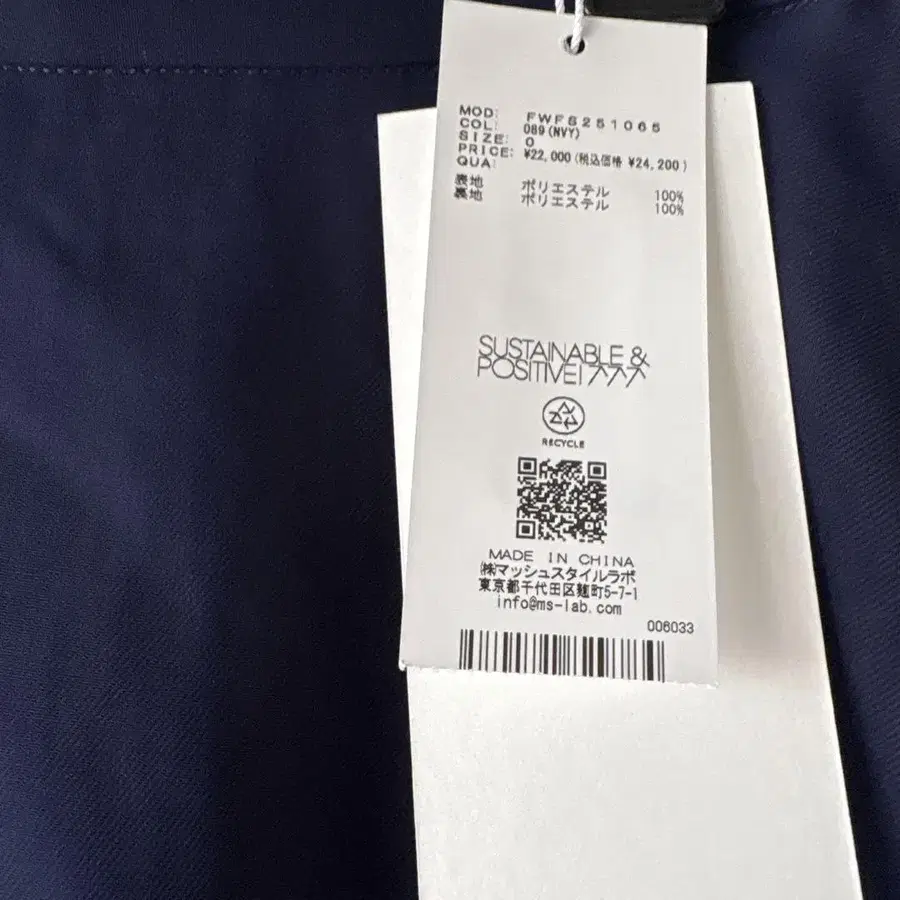 MOD: FWFS251065
COL: 089(NVY)
SIZE: 0
PRICE: ¥22,000(税込価格 ¥24,200)
QUA:
表地 ポリエステル 100%
裏地 ポリエステル 100%
SUSTAINABLE &
POSITIVE!
RECYCLE
MADE IN CHINA
㈱マッシュスタイルラボ
東京都千代田区麹町5-7-1
info@ms-lab.com
006033